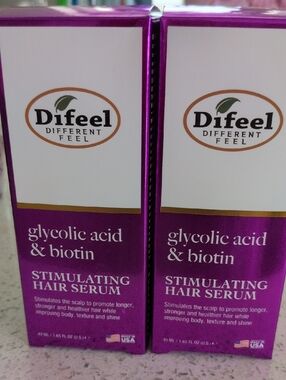 Difeel
DIFFERENT
FEEL
glycolic acid
& biotin
STIMULATING
HAIR SERUM
Stimulates the scalp to promote longer,
stronger and healthier hair while
improving body, texture and shine
USA
Difeel
DIFFERENT
FEEL
glycolic acid
& biotin
STIMULATING
HAIR SERUM
Stimulates the scalp to promote longer,
stronger and healthier hair while
improving body, texture and shine
USA